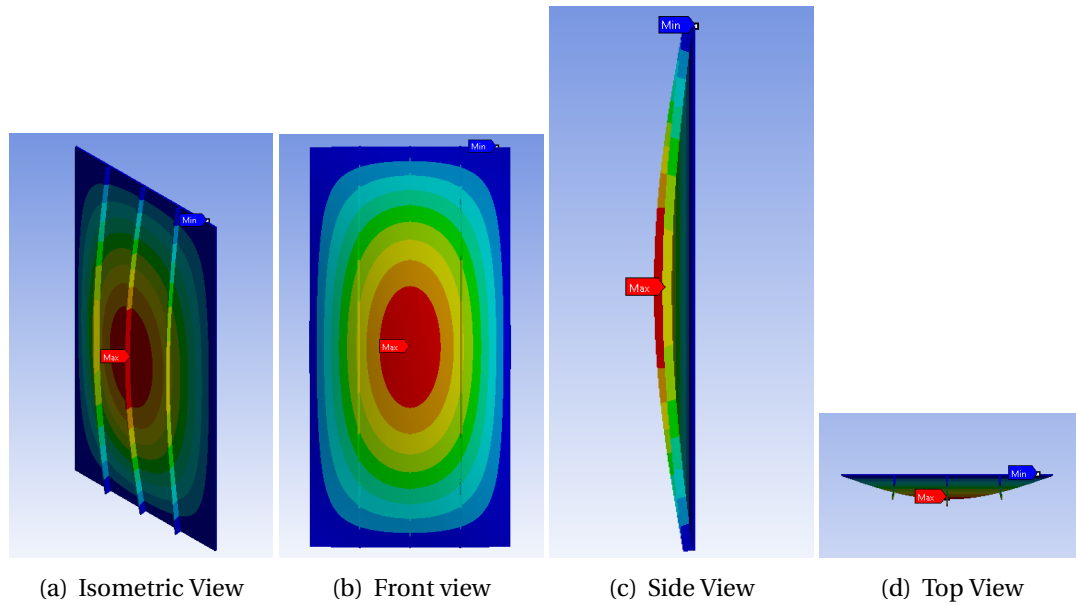 Min
Max
(a) Isometric View
Min
Max
(b) Front view
Min
Max
(c) Side View
Min
Max
(d) Top View